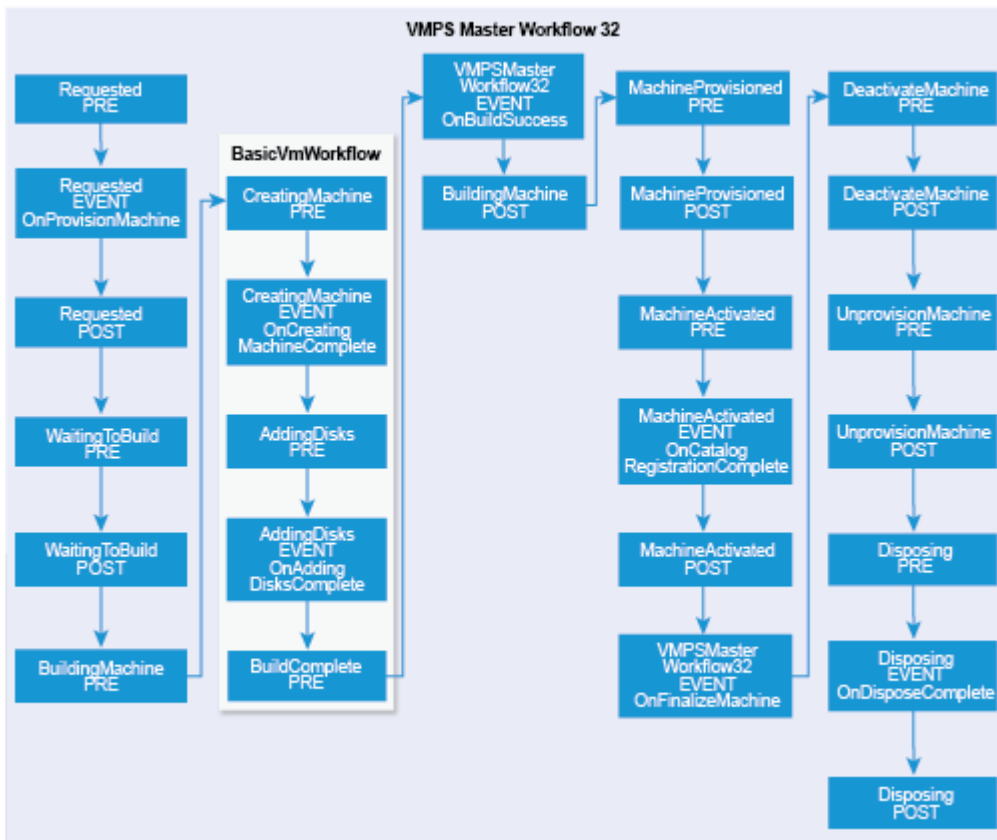 VMPS Master Workflow 32
Requested
PRE
Requested
EVENT
OnProvisionMachine
Requested
POST
WaitingToBuild
PRE
WaitingToBuild
POST
BuildingMachine
PRE
BasicVmWorkflow
CreatingMachine
PRE
CreatingMachine
EVENT
OnCreating
MachineComplete
AddingDisks
PRE
AddingDisks
EVENT
OnAdding
DisksComplete
BuildComplete
PRE
VMPSMaster
Workflow32
EVENT
OnBuildSuccess
BuildingMachine
POST
MachineProvisioned
PRE
MachineProvisioned
POST
MachineActivated
PRE
MachineActivated
EVENT
OnCatalog
RegistrationComplete
MachineActivated
POST
VMPSMaster
Workflow32
EVENT
OnFinalizeMachine
DeactivateMachine
PRE
DeactivateMachine
POST
UnprovisionMachine
PRE
UnprovisionMachine
POST
Disposing
PRE
Disposing
EVENT
OnDisposeComplete
Disposing
POST